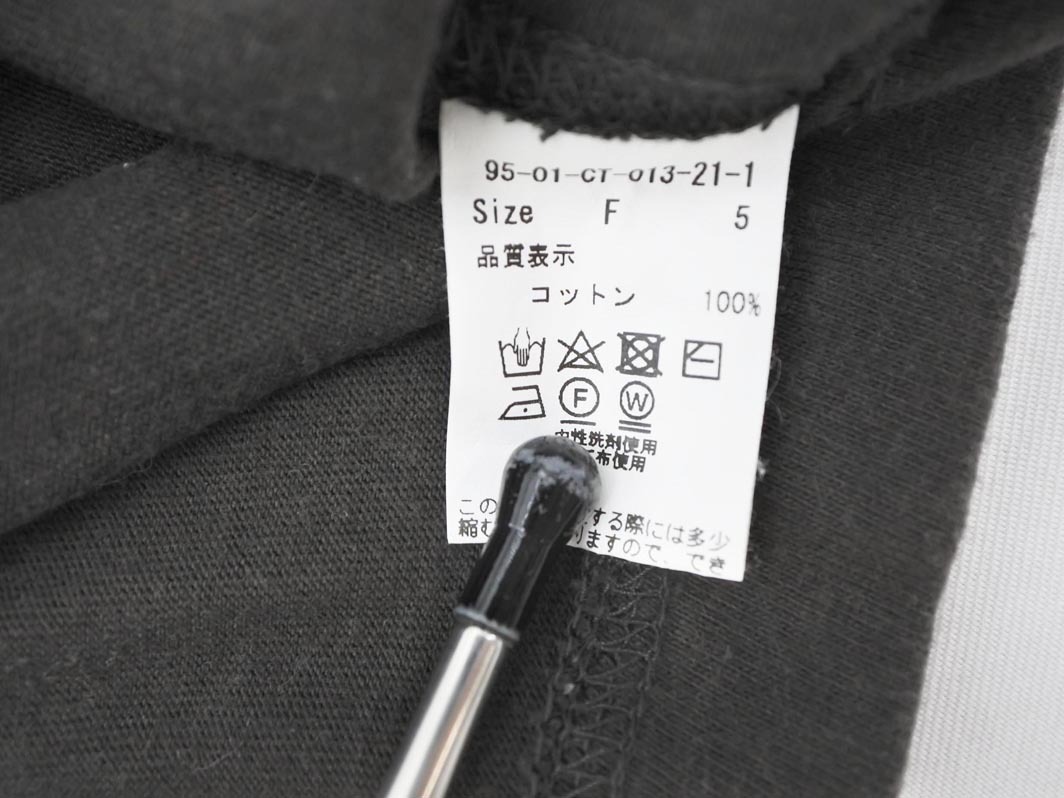 95-01-CT-013-21-1
Size F 5
品質表示
コットン 100%
F W
中性洗剤使用
布使用
この する際には多少
縮む りますので、でき